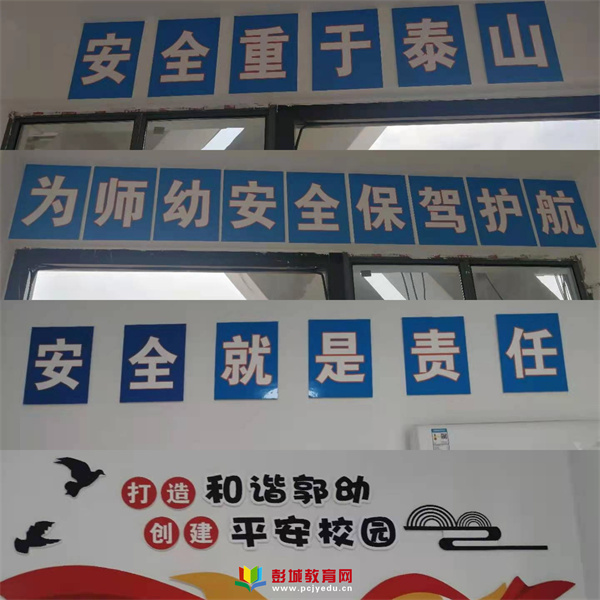 安全重于泰山
为师幼安全保驾护航
安全就是责任
打造和谐郭幼
创建平安校园
彭城教育网
www.pcjyedu.cn